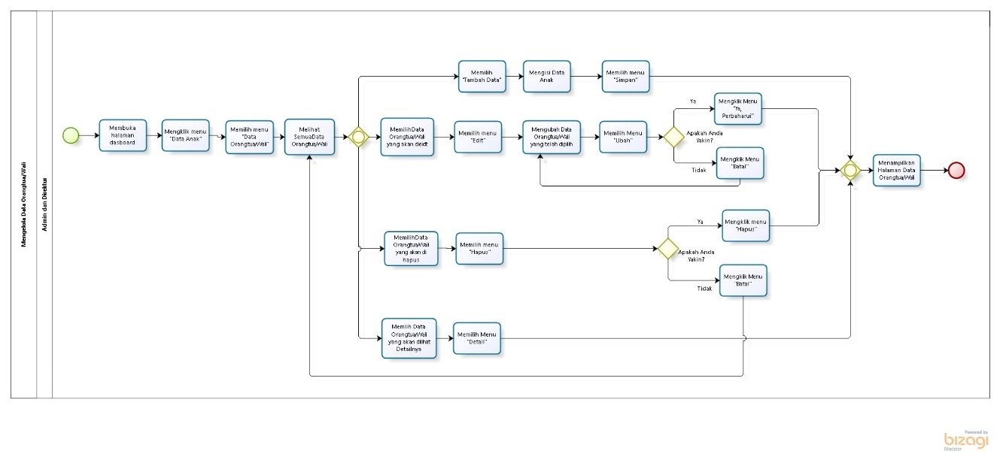 Mengelola Data Orangtua/Wali
Admin dan Direktur
Membuka
halaman
dasboard
Mengklik menu
"Data Anak"
Memilih menu
"Data
Orangtua/Wali"
Melihat
SemuaData
Orangtua/Wali
Memilih
"Tambah Data"
Mengisi Data
Anak
Memilih menu
"Simpan"
MemilihData
Orangtua/Wali
yang akan dieidt
Memilih menu
"Edit"
Mengubah Data
Orangtua/Wali
yang telah dipilih
Memilih Menu
"Ubah"
Apakah Anda
Yakin?
Ya
Mengklik Menu
"Ya,
Perbaharui"
Tidak
Mengklik Menu
"Batal"
MemilihData
Orangtua/Wali
yang akan di
hapus
Memilih menu
"Hapus"
Apakah Anda
Yakin?
Ya
Mengklik menu
"Hapus"
Tidak
Mengklik Menu
"Batal"
Memlih Data
Orangtua/Wali
yang akan dilihat
Detailnya
Memilih Menu
"Detail"
Menampilkan
Halaman Data
Orangtua/Wali
Powered by
bizagi
Modeler